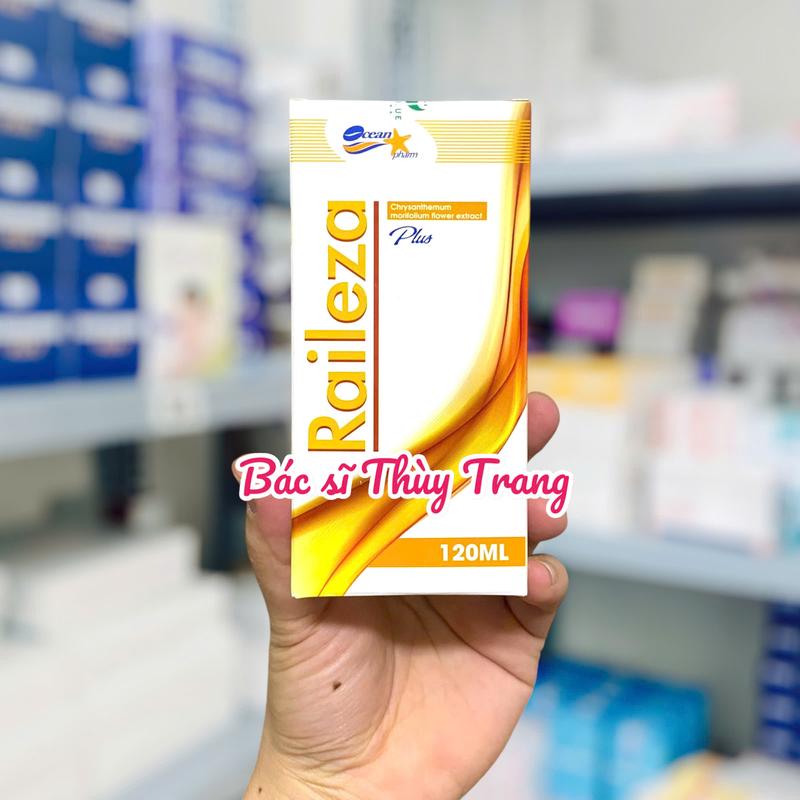 Ocean
pharm
Chrysanthemum
morifolium flower extract
Plus
Raileza
Bác sĩ Thùy Trang
120ML